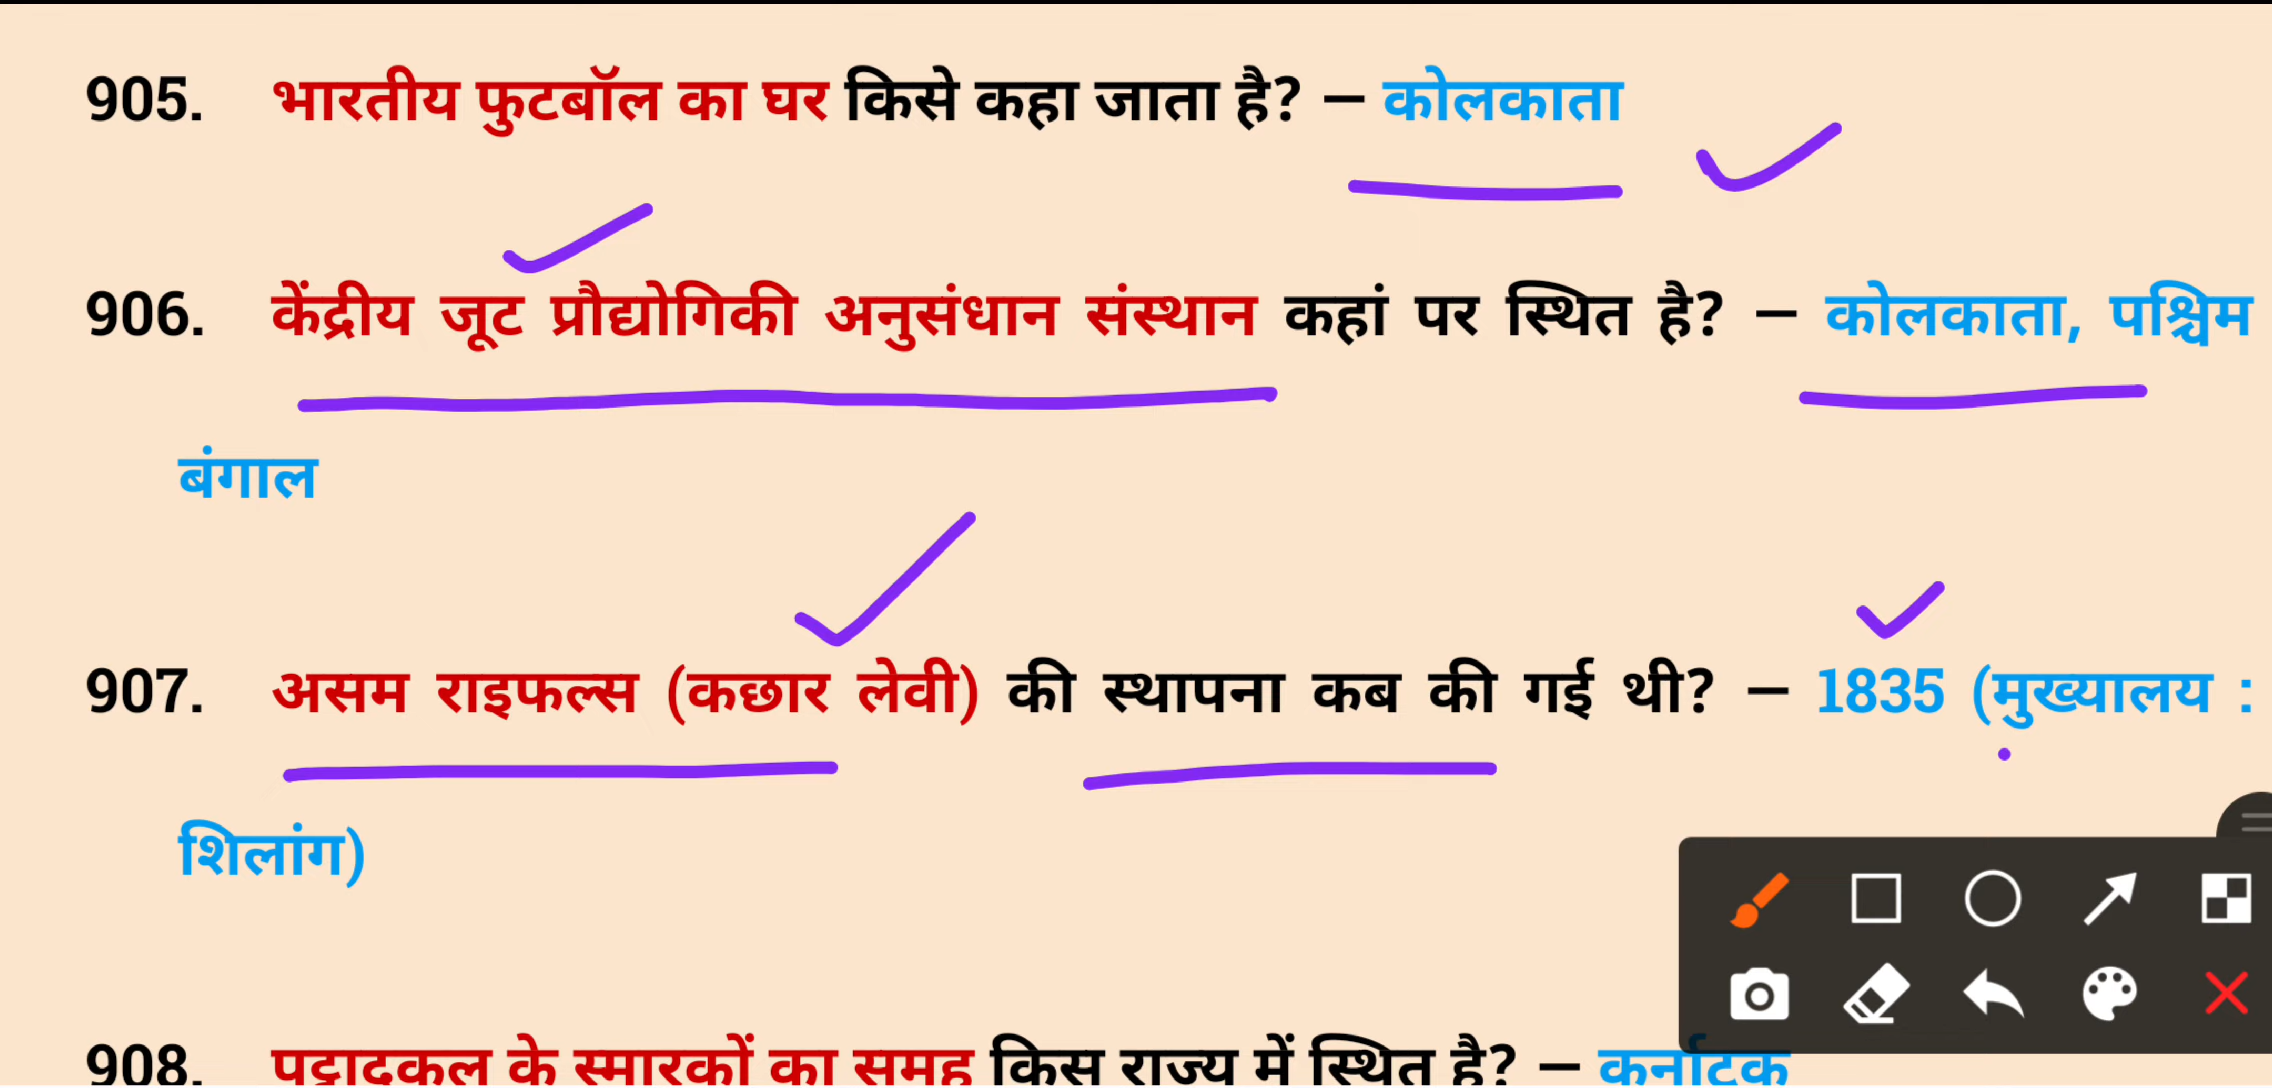 905. भारतीय फुटबॉल का घर किसे कहा जाता है? – कोलकाता
906. केंद्रीय जूट प्रौद्योगिकी अनुसंधान संस्थान कहां पर स्थित है? – कोलकाता, पश्चिम
बंगाल
907. असम राइफल्स (कछार लेवी) की स्थापना कब की गई थी? – 1835 (मुख्यालय :
शिलांग)
908. पट्टादकल के स्मारकों का समूह किस राज्य में स्थित है? – कर्नाटक